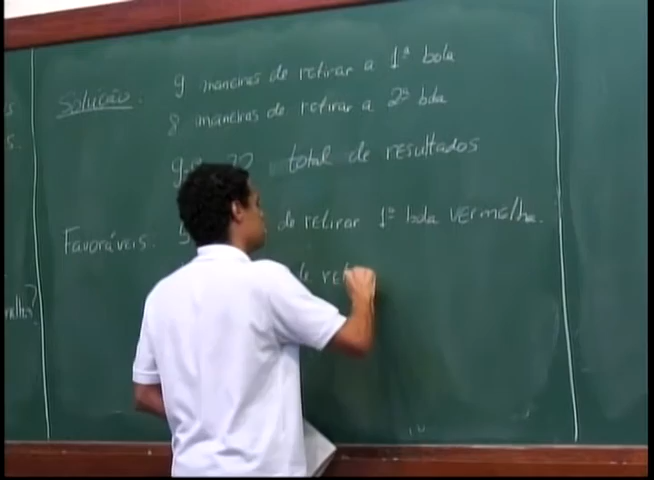 Solução. 9 maneiras de retirar a 1ª bola
8 maneiras de retirar a 2ª bola
total de resultados
Favoráveis. de retirar 1ª bola vermelha.